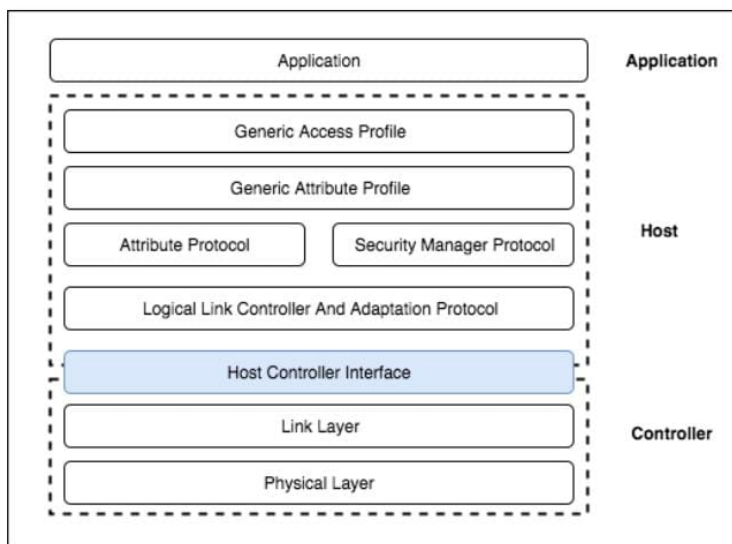 Application
Application
Generic Access Profile
Generic Attribute Profile
Host
Attribute Protocol
Security Manager Protocol
Logical Link Controller And Adaptation Protocol
Host Controller Interface
Link Layer
Controller
Physical Layer